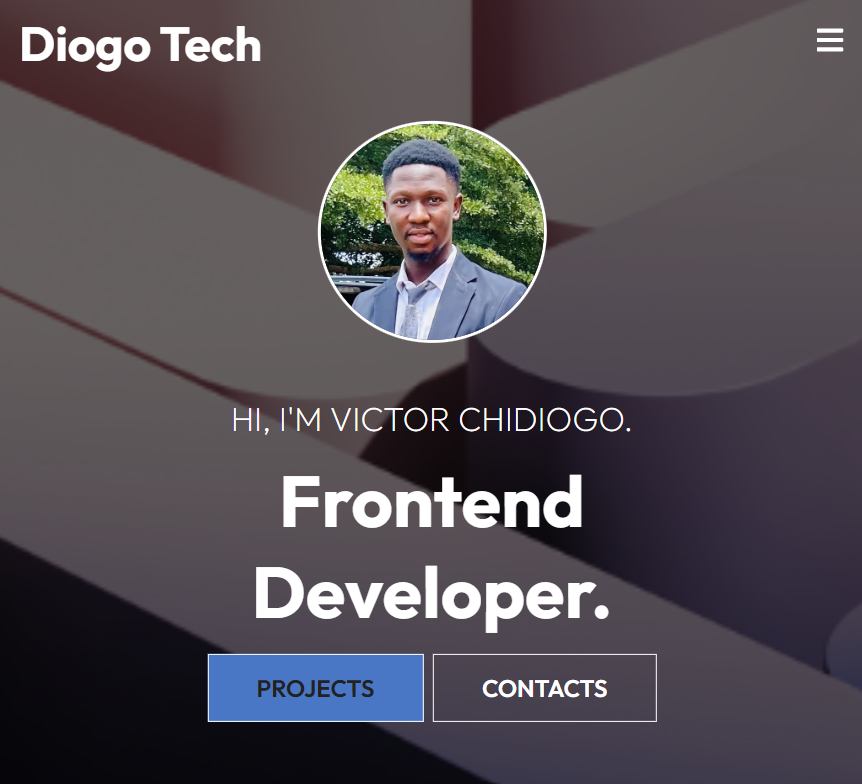 Diogo Tech
HI, I'M VICTOR CHIDIOGO.
Frontend
Developer.
PROJECTS
CONTACTS